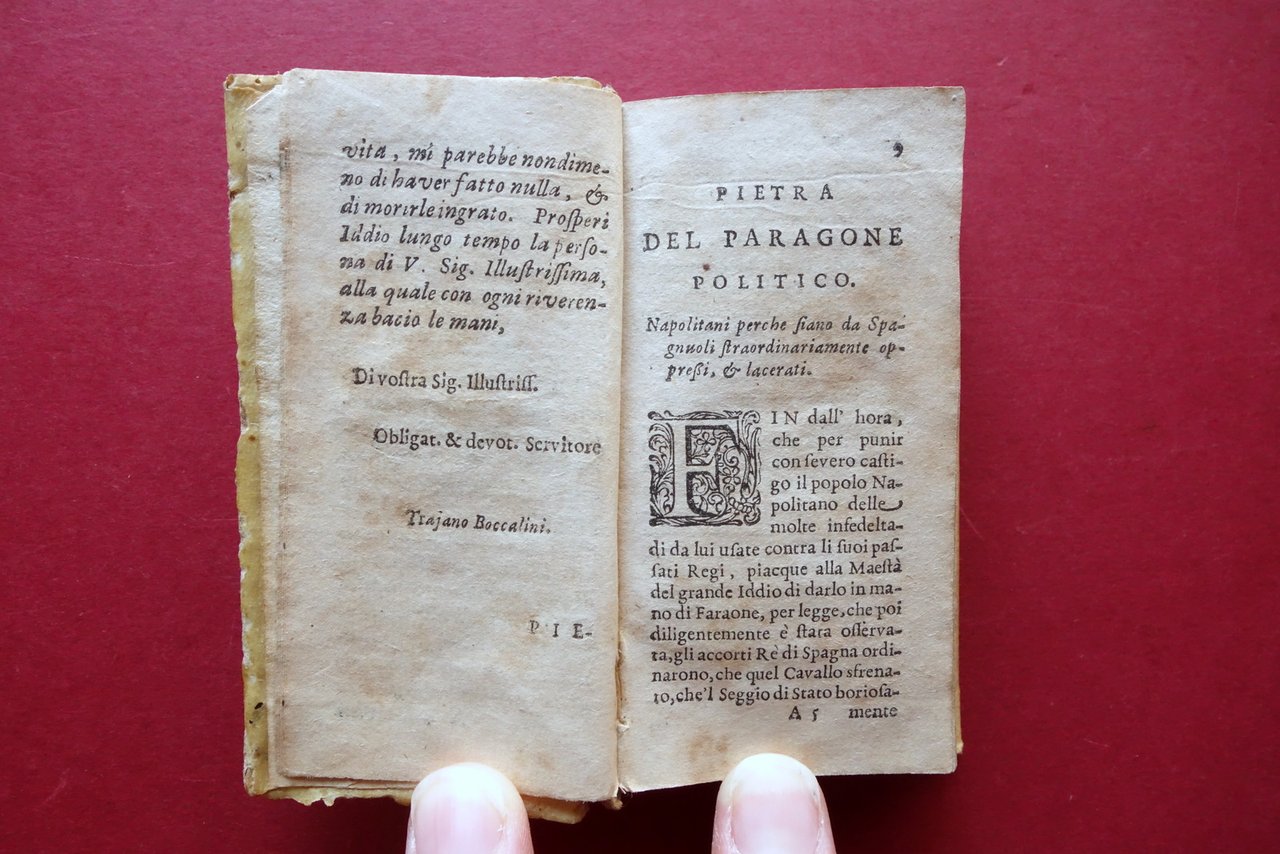 vita, mi parebbe nondime-
no di haver fatto nulla, &
di morirle ingrato. Proſperi
Iddio lungo tempo la perſo-
na di V. Sig. Illuſtriſſima,
alla quale con ogni riveren-
za bacio le mani,
Di voſtra Sig. Illuſtriſſ.
Obligat. & devot. Servitore
Trajano Boccalini.
PIE-
9
PIETRA
DEL PARAGONE
POLITICO.
Napolitani perche ſiano da Spa-
gnuoli ſtraordinariamente op-
preßi, & lacerati.
FIN dall' hora,
che per punir
con ſevero caſti-
go il popolo Na-
politano delle
molte infedelta-
di da lui uſate contra li ſuoi paſ-
ſati Regi, piacque alla Maeſtà
del grande Iddio di darlo in ma-
no di Faraone, per legge, che poi
diligentemente è ſtata oſſerva-
ta, gli accorti Rè di Spagna ordi-
narono, che quel Cavallo sfrena-
to, che'l Seggio di Stato borioſa-
A 5 mente